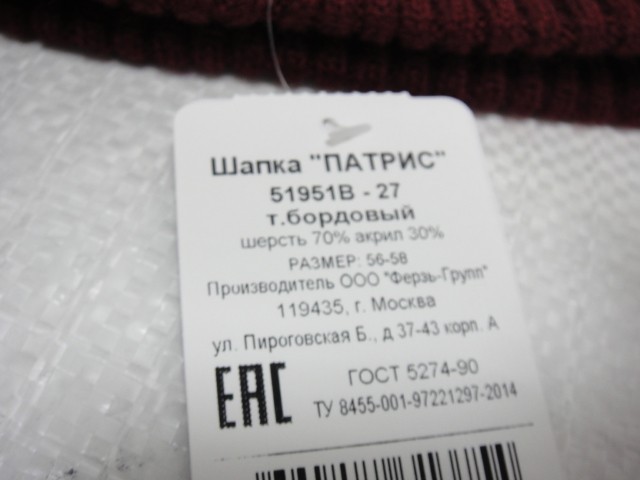 Шапка "ПАТРИС"
51951В - 27
т.бордовый
шерсть 70% акрил 30%
РАЗМЕР: 56-58
Производитель ООО "Ферзь-Групп"
119435, г. Москва
ул. Пироговская Б., д 37-43 корп. А
ЕАС
ГОСТ 5274-90
ТУ 8455-001-97221297-2014